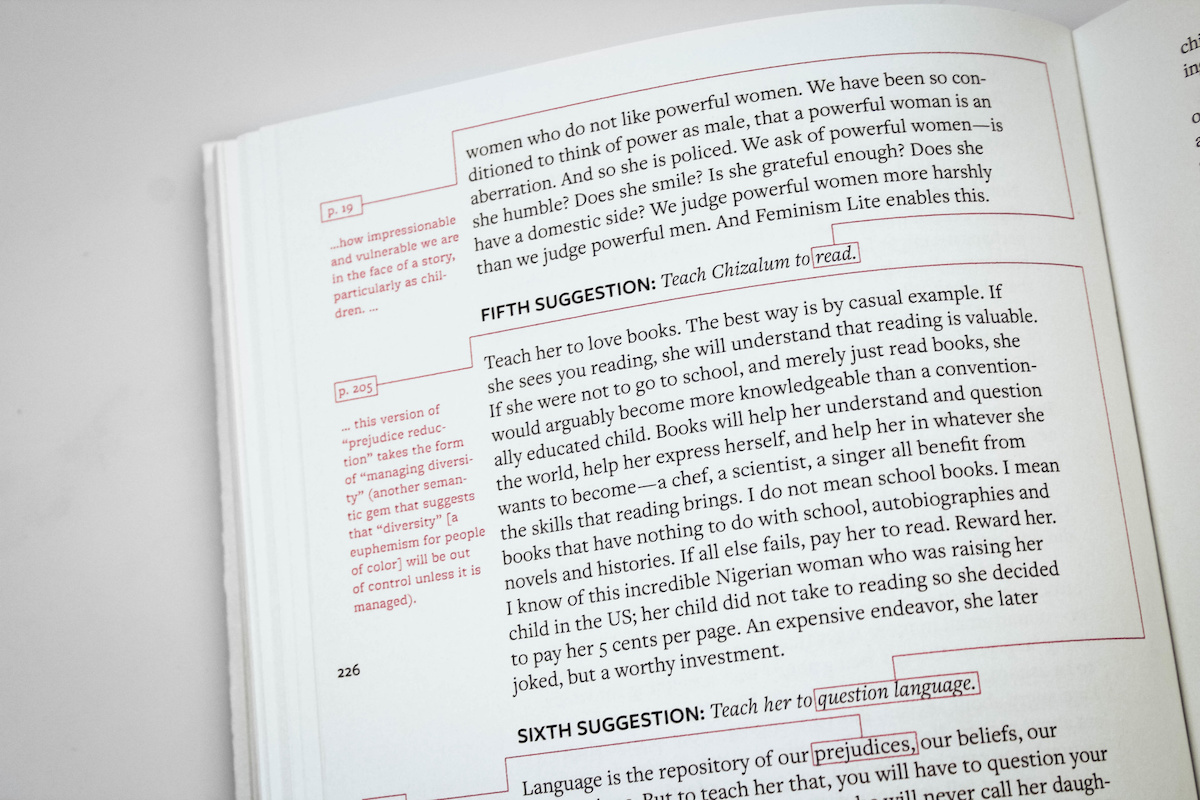 women who do not like powerful women. We have been so con-
ditioned to think of power as male, that a powerful woman is an
aberration. And so she is policed. We ask of powerful women—is
she humble? Does she smile? Is she grateful enough? Does she
have a domestic side? We judge powerful women more harshly
than we judge powerful men. And Feminism Lite enables this.
p. 19
...how impressionable
and vulnerable we are
in the face of a story,
particularly as chil-
dren. ...
FIFTH SUGGESTION: Teach Chizalum to read.
Teach her to love books. The best way is by casual example. If
she sees you reading, she will understand that reading is valuable.
If she were not to go to school, and merely just read books, she
would arguably become more knowledgeable than a convention-
ally educated child. Books will help her understand and question
the world, help her express herself, and help her in whatever she
wants to become—a chef, a scientist, a singer all benefit from
the skills that reading brings. I do not mean school books. I mean
books that have nothing to do with school, autobiographies and
novels and histories. If all else fails, pay her to read. Reward her.
I know of this incredible Nigerian woman who was raising her
child in the US; her child did not take to reading so she decided
to pay her 5 cents per page. An expensive endeavor, she later
joked, but a worthy investment.
p. 205
... this version of
“prejudice reduc-
tion” takes the form
of “managing diversi-
ty” (another seman-
tic gem that suggests
that “diversity” [a
euphemism for people
of color] will be out
of control unless it is
managed).
226
SIXTH SUGGESTION: Teach her to question language.
Language is the repository of our prejudices, our beliefs, our
But to teach her that, you will have to question your
will never call her daugh-
chi